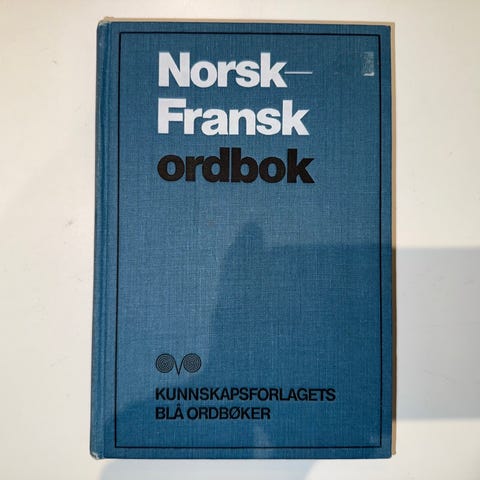 Norsk—
Fransk
ordbok
KUNNSKAPSFORLAGETS
BLÅ ORDBØKER